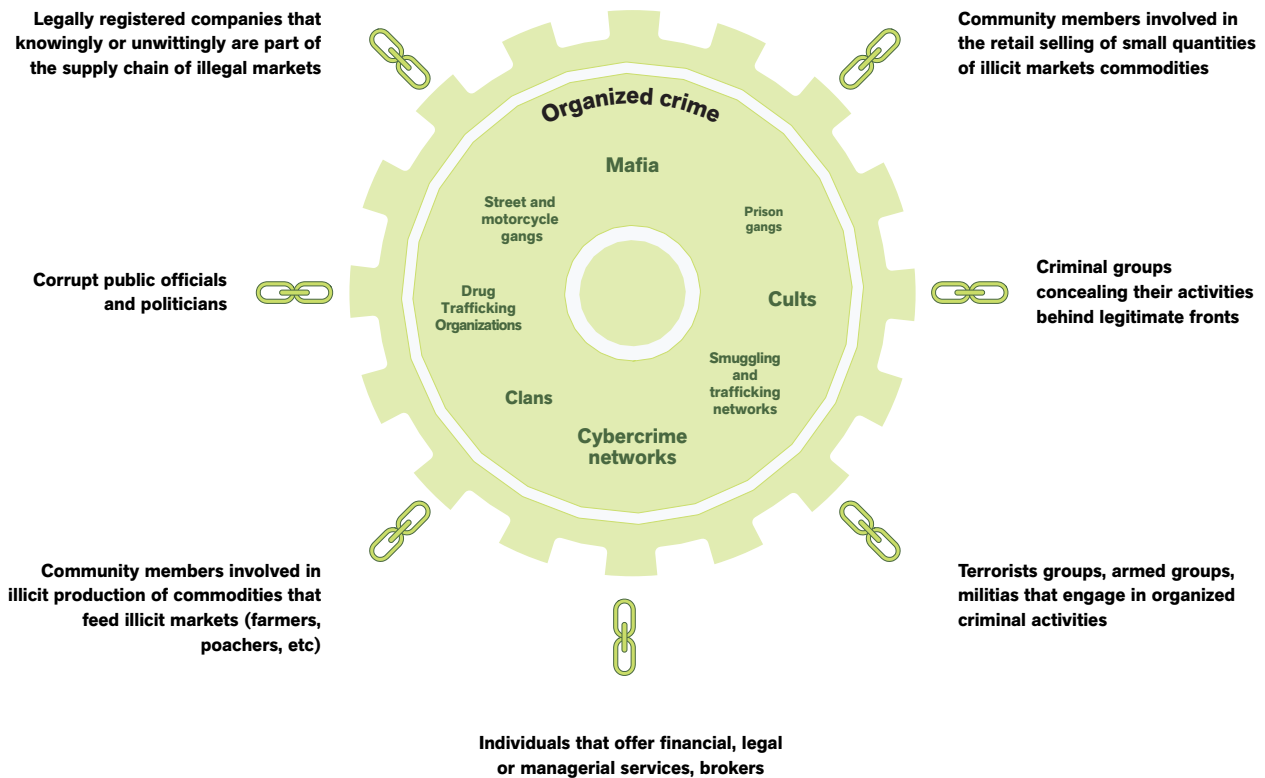 Legally registered companies that
knowingly or unwittingly are part of
the supply chain of illegal markets
Community members involved in
the retail selling of small quantities
of illicit markets commodities
Organized crime
Mafia
Street and
motorcycle
gangs
Prison
gangs
Corrupt public officials
and politicians
Drug
Trafficking
Organizations
Cults
Criminal groups
concealing their activities
behind legitimate fronts
Smuggling
and
trafficking
networks
Clans
Cybercrime
networks
Community members involved in
illicit production of commodities that
feed illicit markets (farmers,
poachers, etc)
Terrorists groups, armed groups,
militias that engage in organized
criminal activities
Individuals that offer financial, legal
or managerial services, brokers